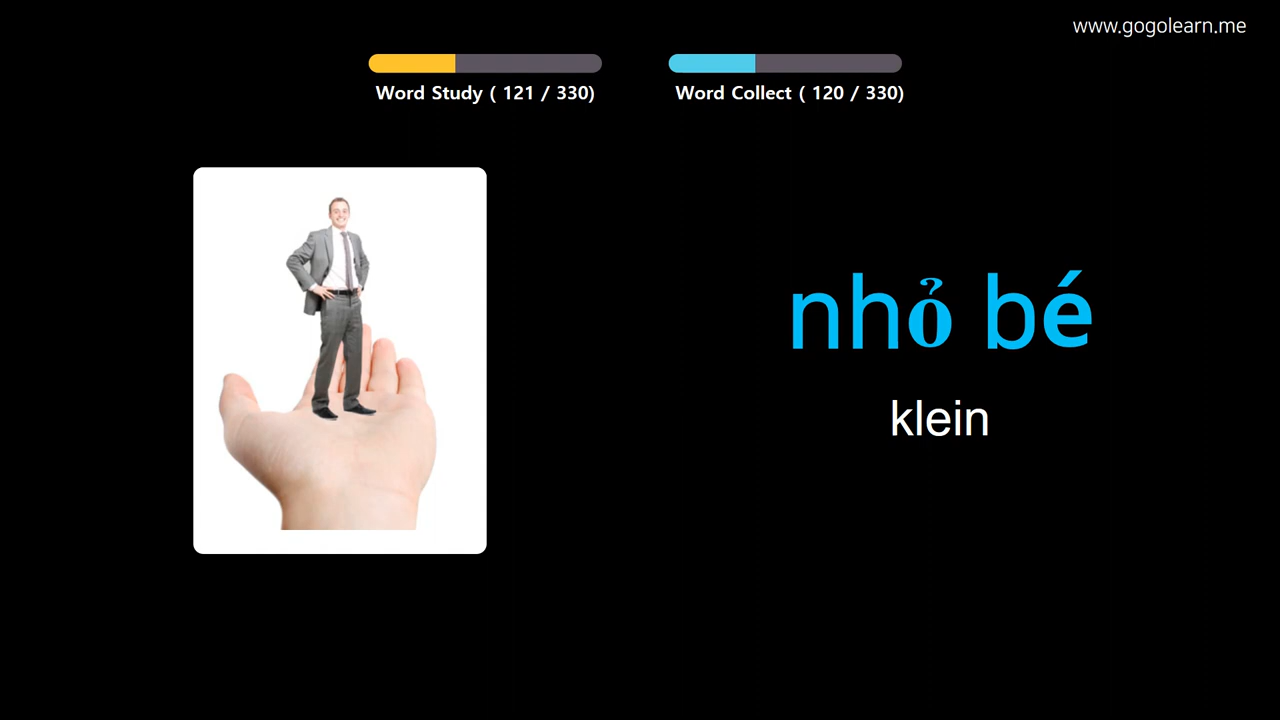 www.gogolearn.me
Word Study ( 121 / 330)
Word Collect ( 120 / 330)
nhỏ bé
klein